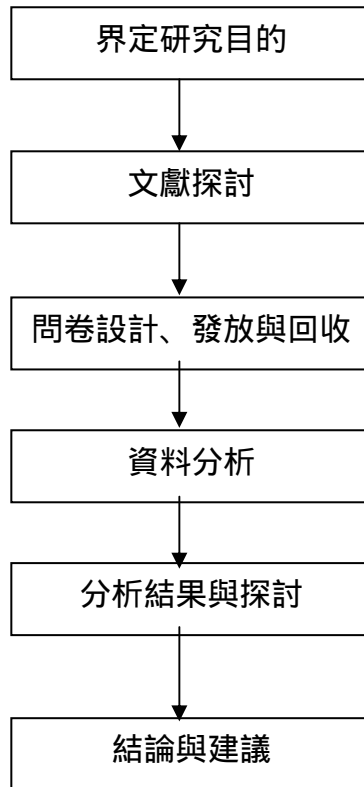 界定研究目的
文獻探討
問卷設計、發放與回收
資料分析
分析結果與探討
結論與建議